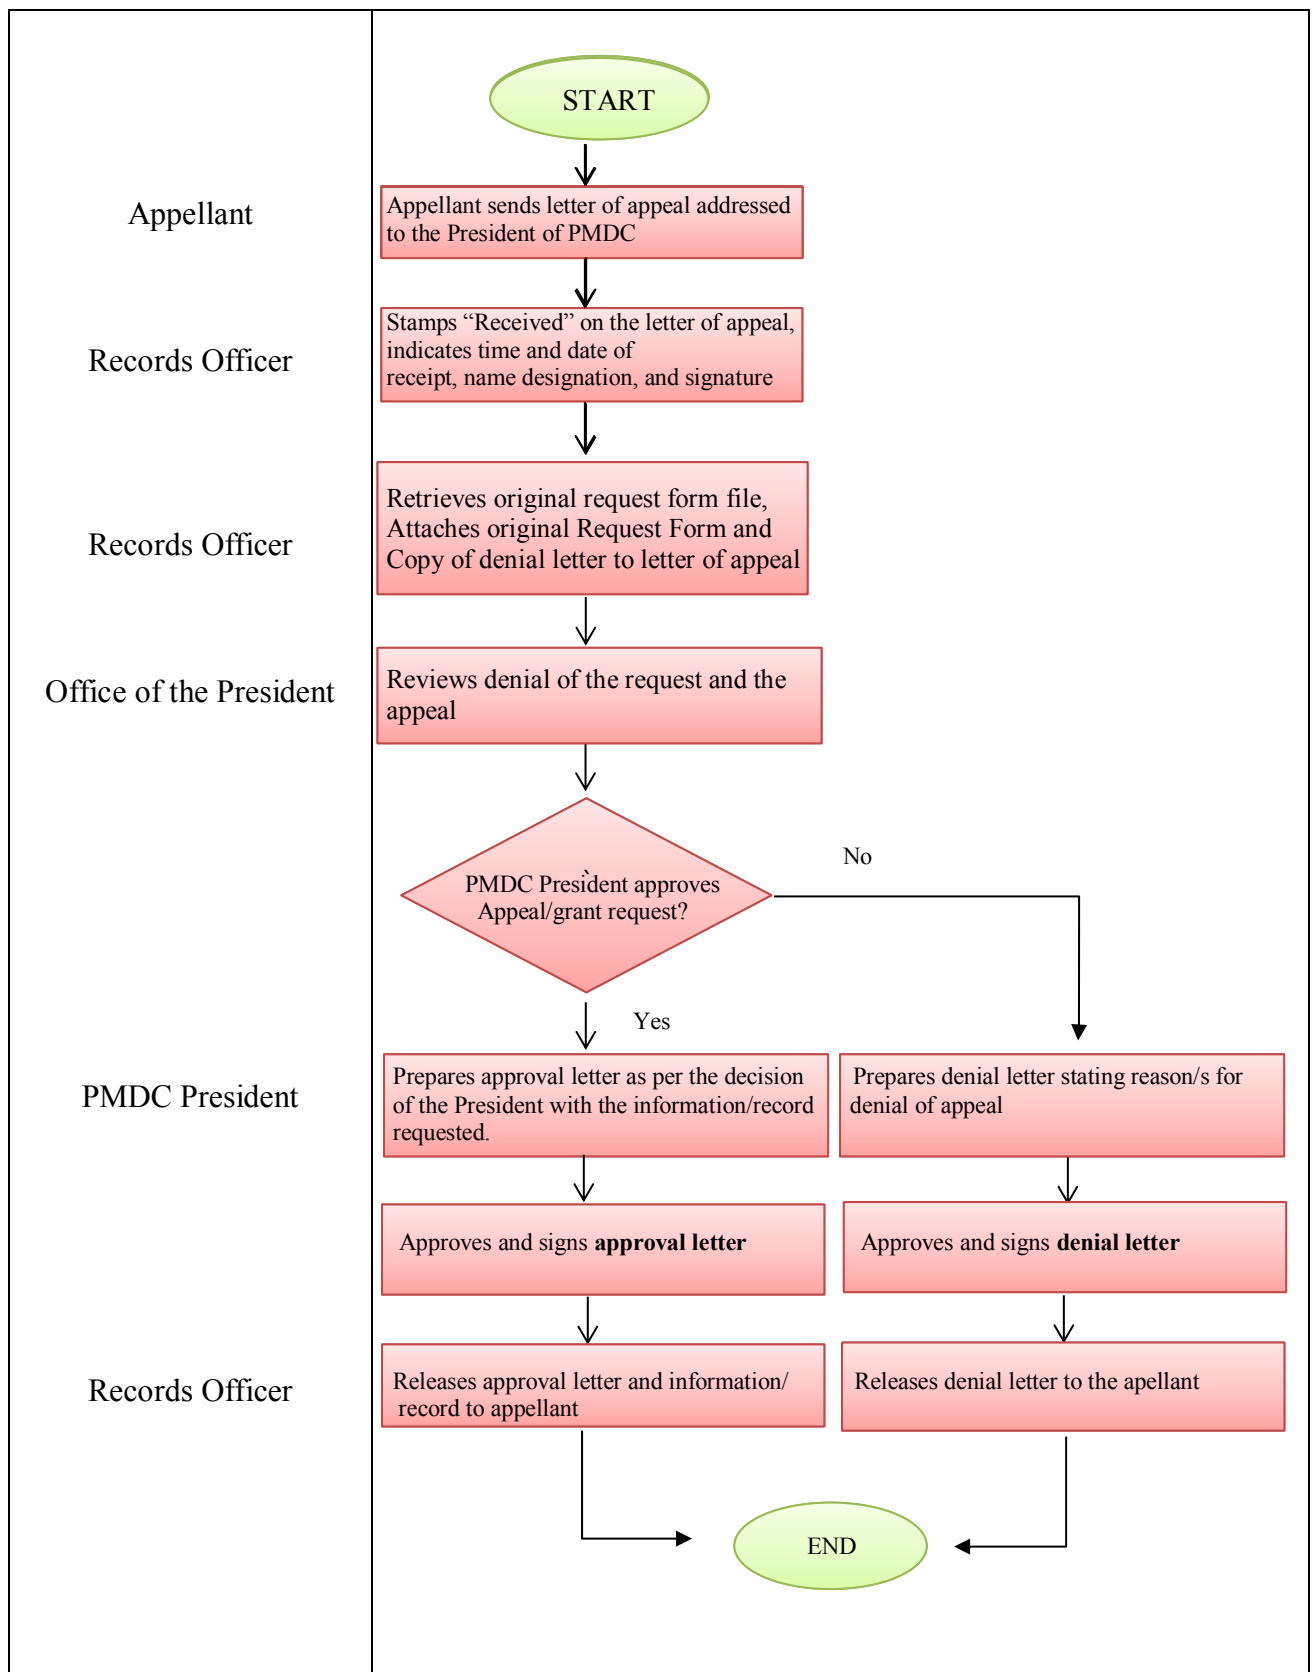 START
Appellant
Appellant sends letter of appeal addressed
to the President of PMDC
Records Officer
Stamps “Received” on the letter of appeal,
indicates time and date of
receipt, name designation, and signature
Records Officer
Retrieves original request form file,
Attaches original Request Form and
Copy of denial letter to letter of appeal
Office of the President
Reviews denial of the request and the
appeal
PMDC President approves
Appeal/grant request?
`
No
Yes
PMDC President
Prepares approval letter as per the decision
of the President with the information/record
requested.
Prepares denial letter stating reason/s for
denial of appeal
Approves and signs approval letter
Approves and signs denial letter
Records Officer
Releases approval letter and information/
record to appellant
Releases denial letter to the apellant
END